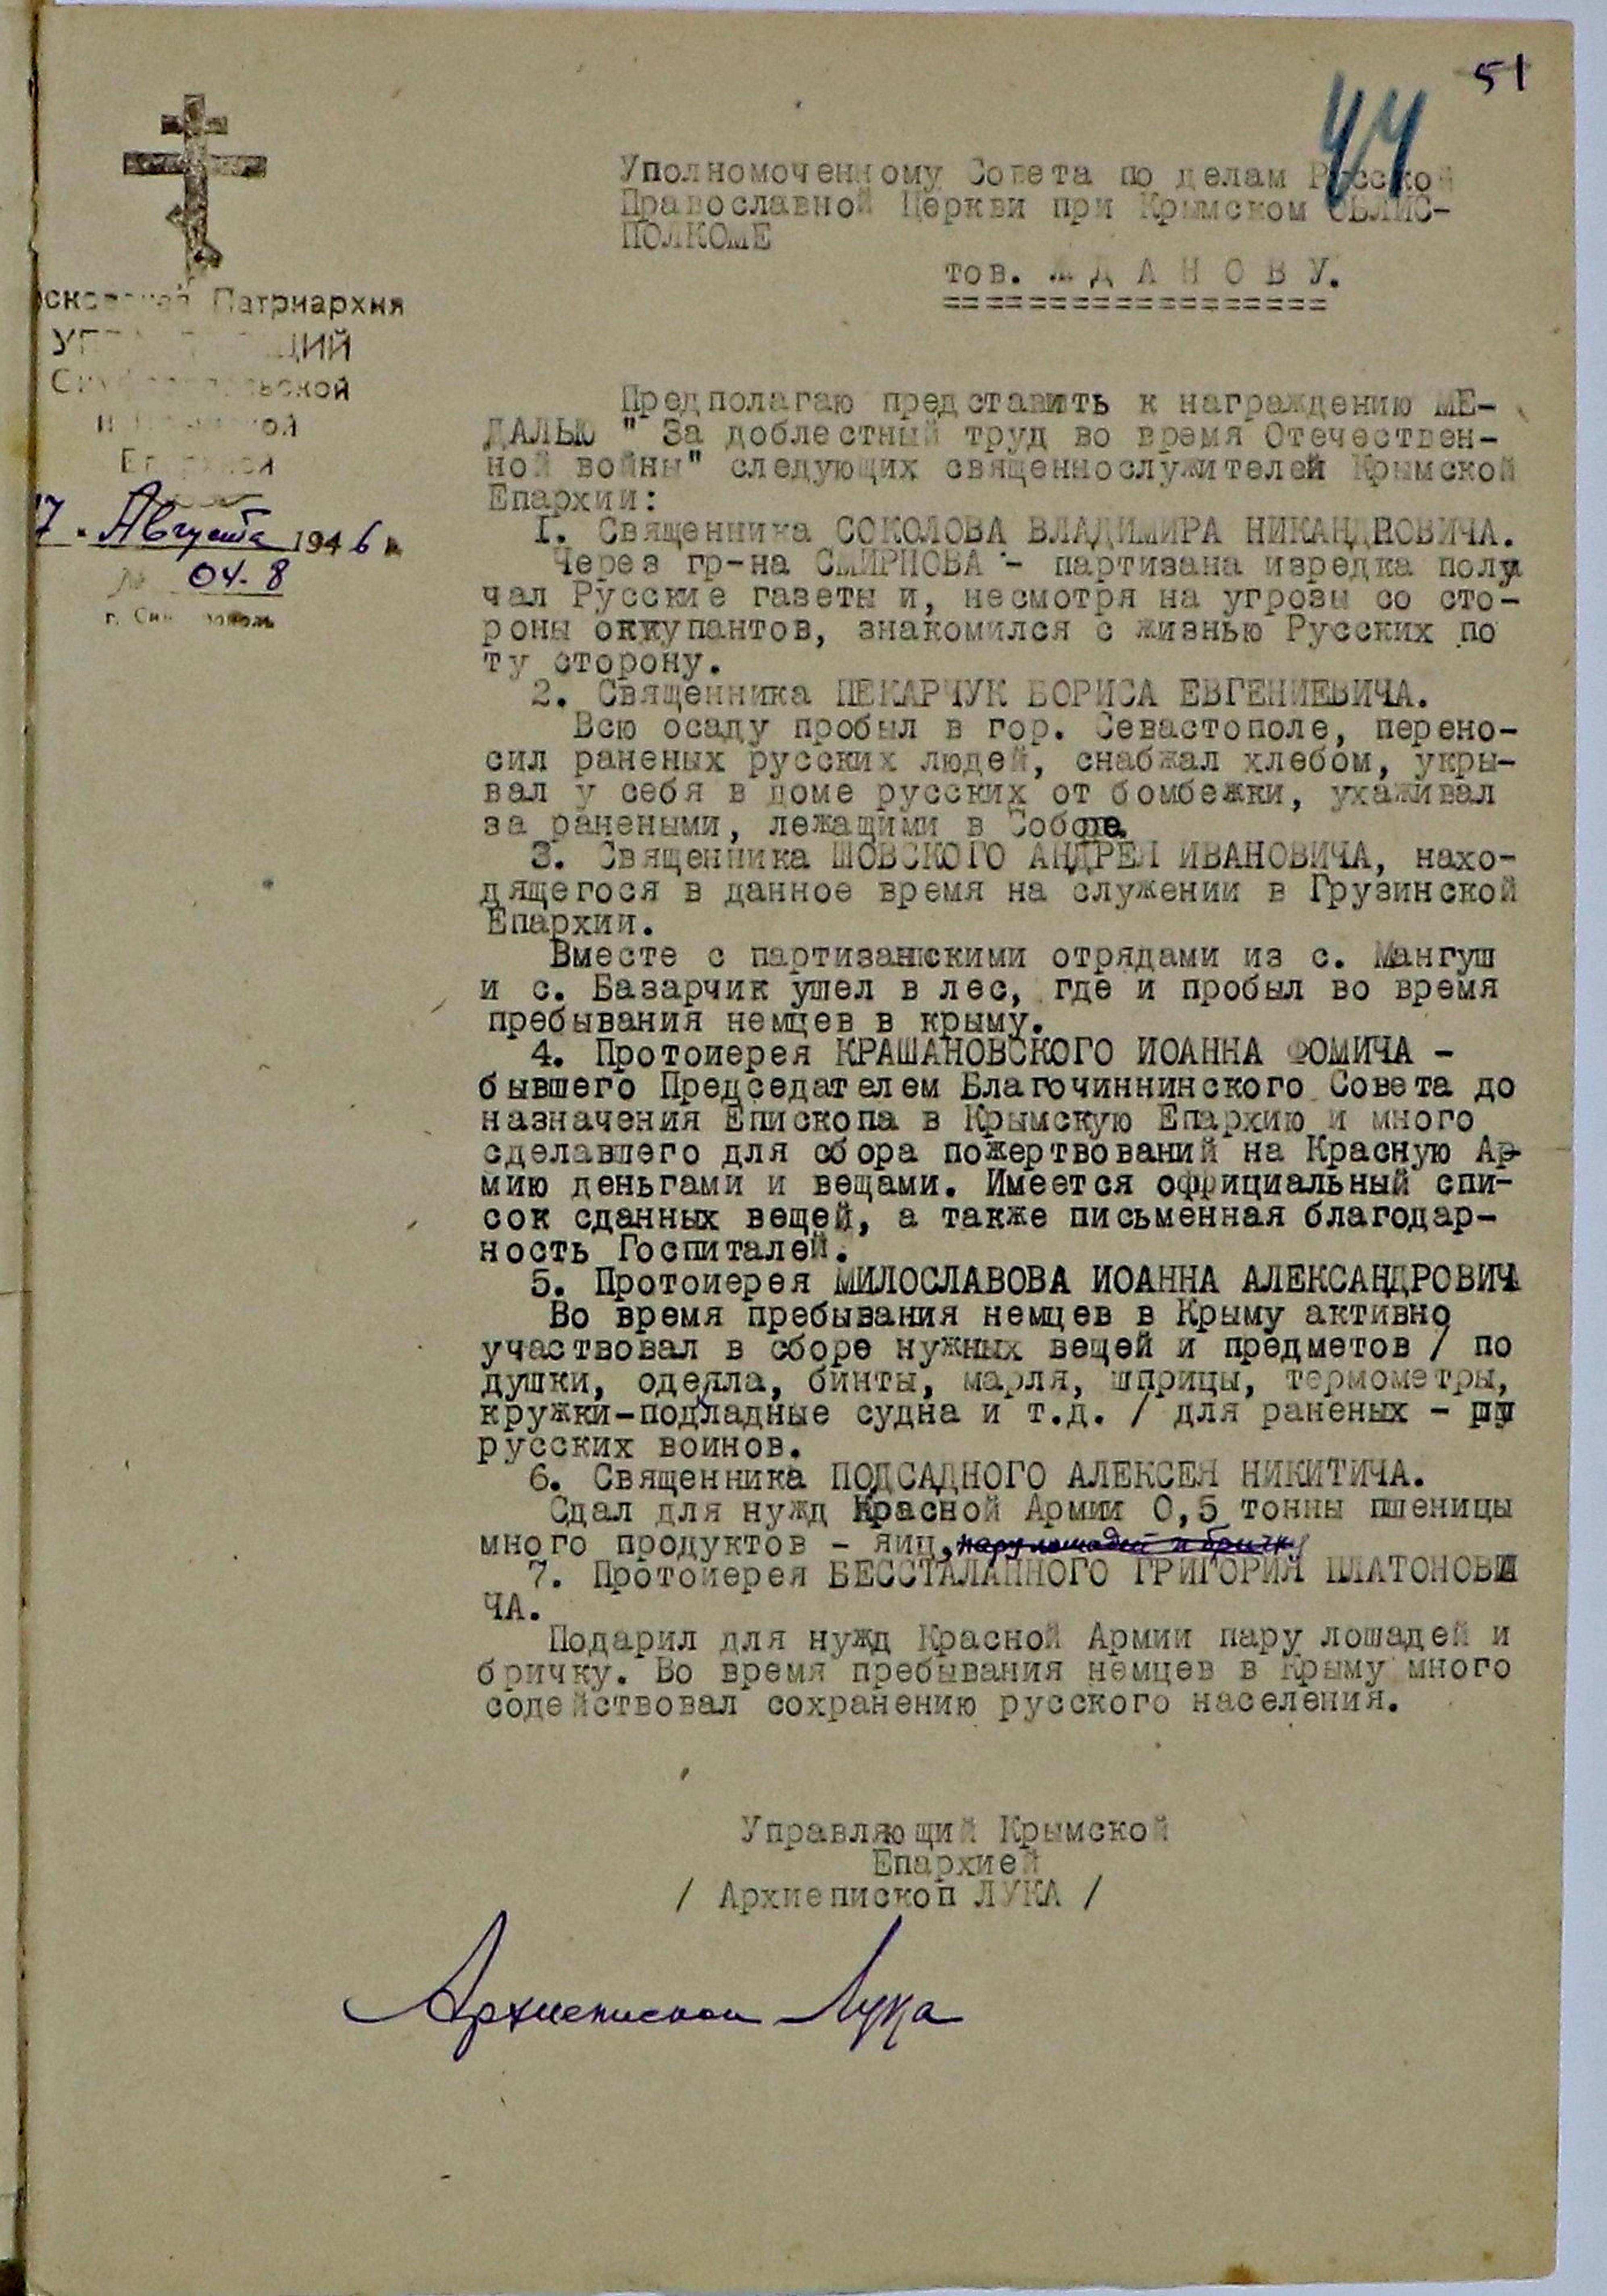 51
44
Патриархия
04-8
Августа 1946 г.
Уполномоченному Совета по делам Русской
Православной Церкви при Крымском ОБЛИС-
ПОЛКОМЕ
тов. Ж Д А Н О В У.
==================
Предполагаю представить к награждению МЕ-
ДАЛЬЮ " За доблестный труд во время Отечествен-
ной войны" следующих священнослужителей Крымской
Епархии:
I. Священника СОКОЛОВА ВЛАДИМИРА НИКАНДРОВИЧА.
Через гр-на СМИРНОВА - партизана изредка полу
чал Русские газеты и, несмотря на угрозы со сто-
роны оккупантов, знакомился с жизнью Русских по
ту сторону.
2. Священника ПЕКАРЧУК БОРИСА ЕВГЕНИЕВИЧА.
Всю осаду пробыл в гор. Севастополе, перено-
сил раненых русских людей, снабжал хлебом, укры-
вал у себя в доме русских от бомбежки, ухаживал
за ранеными, лежащими в Соборе
3. Священника ШОВСКОГО АНДРЕЯ ИВАНОВИЧА, нахо-
дящегося в данное время на служении в Грузинской
Епархии.
Вместе с партизанскими отрядами из с. Мангуш
и с. Базарчик ушел в лес, где и пробыл во время
пребывания немцев в крыму.
4. Протоиерея КРАШАНОВСКОГО ИОАННА ФОМИЧА -
бывшего Председателем Благочиннинского Совета до
назначения Епископа в Крымскую Епархию и много
сделавшего для сбора пожертвований на Красную Ар-
мию деньгами и вещами. Имеется оффициальный спи-
сок сданных вещей, а также письменная благодар-
ность Госпиталей.
5. Протоиерея МИЛОСЛАВОВА ИОАННА АЛЕКСАНДРОВИЧ
Во время пребывания немцев в Крыму активно
участвовал в сборе нужных вещей и предметов / по
душки, одеяла, бинты, марля, шприцы, термометры,
кружки-подкладные судна и т.д. / для раненых -
русских воинов.
6. Священника ПОДСАДНОГО АЛЕКСЕЯ НИКИТИЧА.
Сдал для нужд Красной Армии 0,5 тонны пшеницы
много продуктов - яиц, пару лошадей и бричку
7. Протоиерея БЕССТАЛАННОГО ГРИГОРИЯ ПЛАТОНОВИ
ЧА.
Подарил для нужд Красной Армии пару лошадей и
бричку. Во время пребывания немцев в Крыму много
содействовал сохранению русского населения.
Управляющий Крымской
Епархией
/ Архиепископ ЛУКА /
Архиепископ Лука